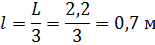 l = L/3 = 2,2/3 = 0,7 м